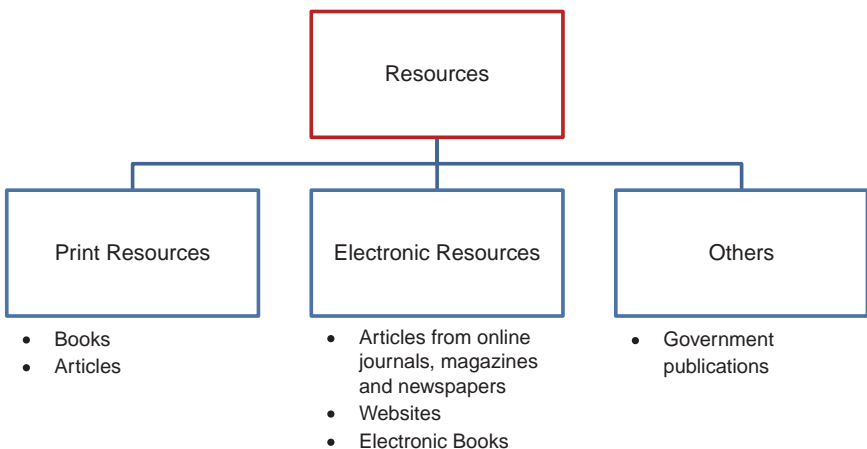 Resources
Print Resources
Electronic Resources
Others
• Books
• Articles
• Articles from online
journals, magazines
and newspapers
• Websites
• Electronic Books
• Government
publications